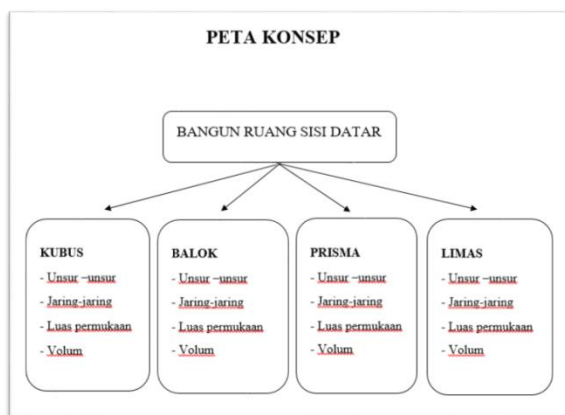 PETA KONSEP
BANGUN RUANG SISI DATAR
KUBUS
- Unsur –unsur
- Jaring-jaring
- Luas permukaan
- Volum
BALOK
- Unsur –unsur
- Jaring-jaring
- Luas permukaan
- Volum
PRISMA
- Unsur –unsur
- Jaring-jaring
- Luas permukaan
- Volum
LIMAS
- Unsur –unsur
- Jaring-jaring
- Luas permukaan
- Volum